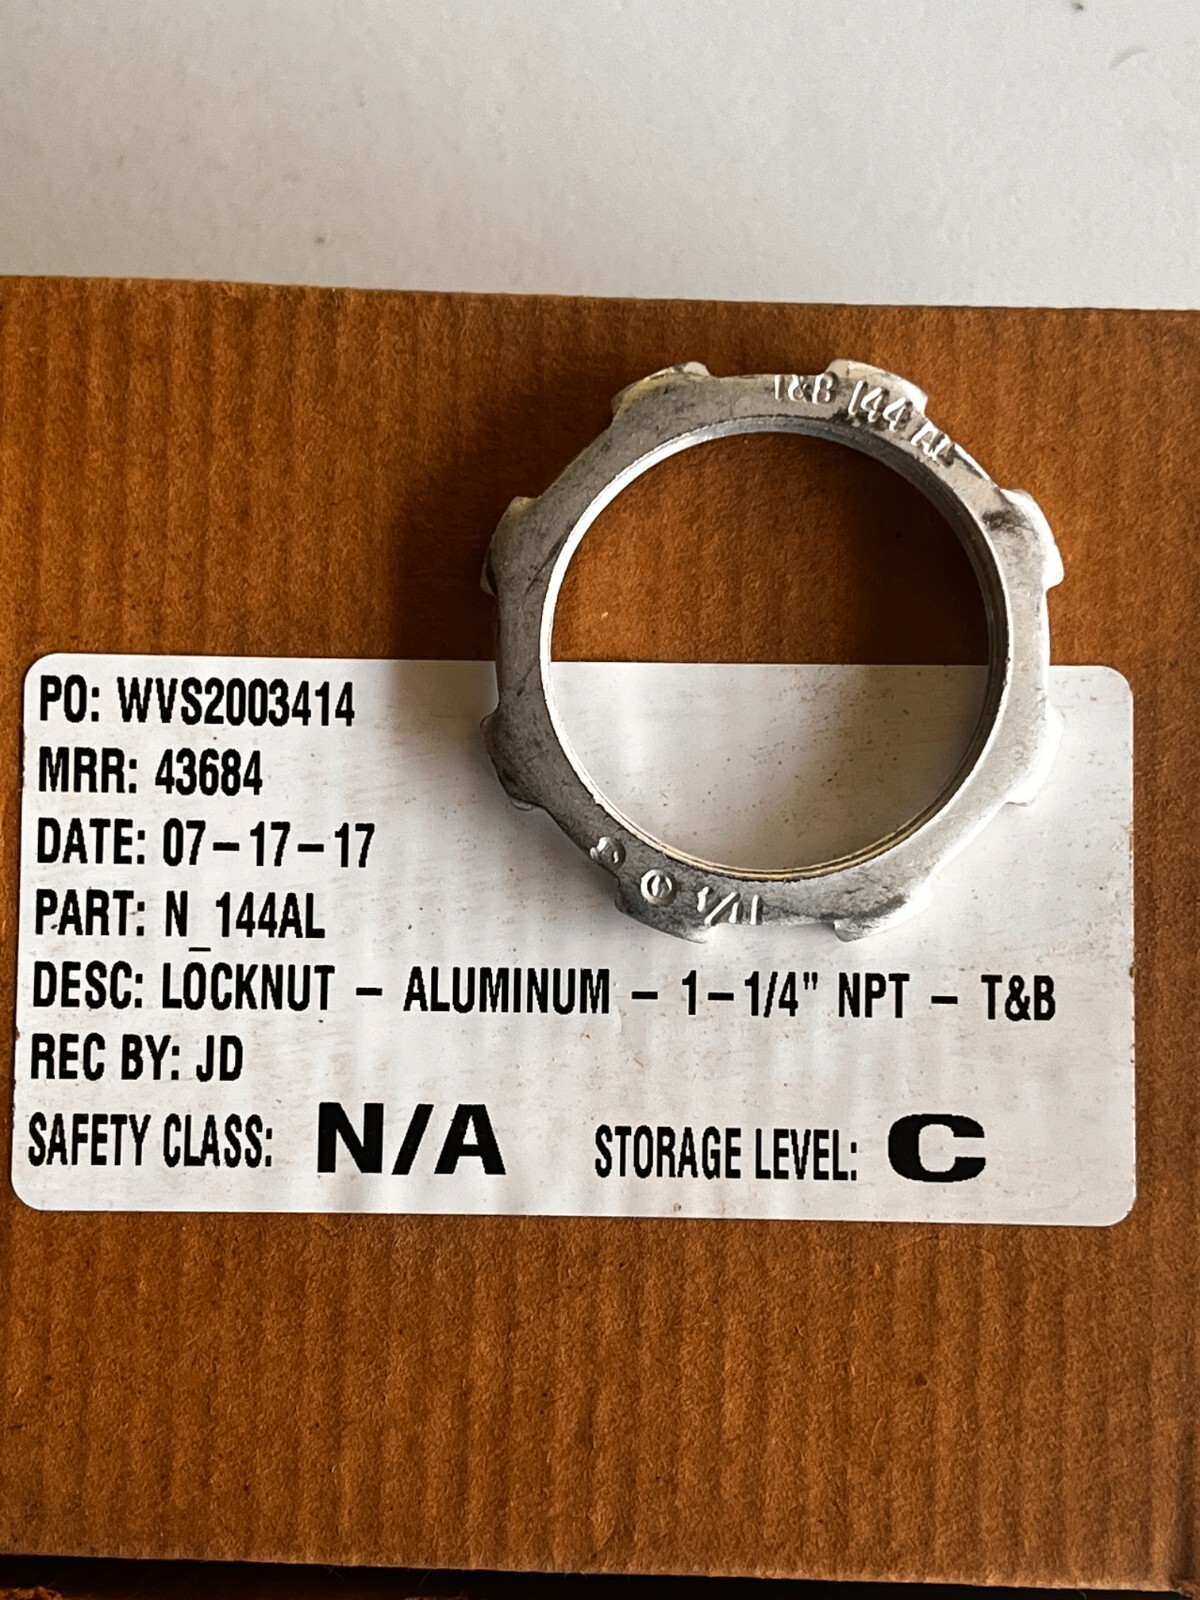 T&B 144 AL
PO: WVS2003414
MRR: 43684
DATE: 07-17-17
PART: N_144AL
DESC: LOCKNUT - ALUMINUM - 1-1/4" NPT - T&B
REC BY: JD
SAFETY CLASS: N/A STORAGE LEVEL: C